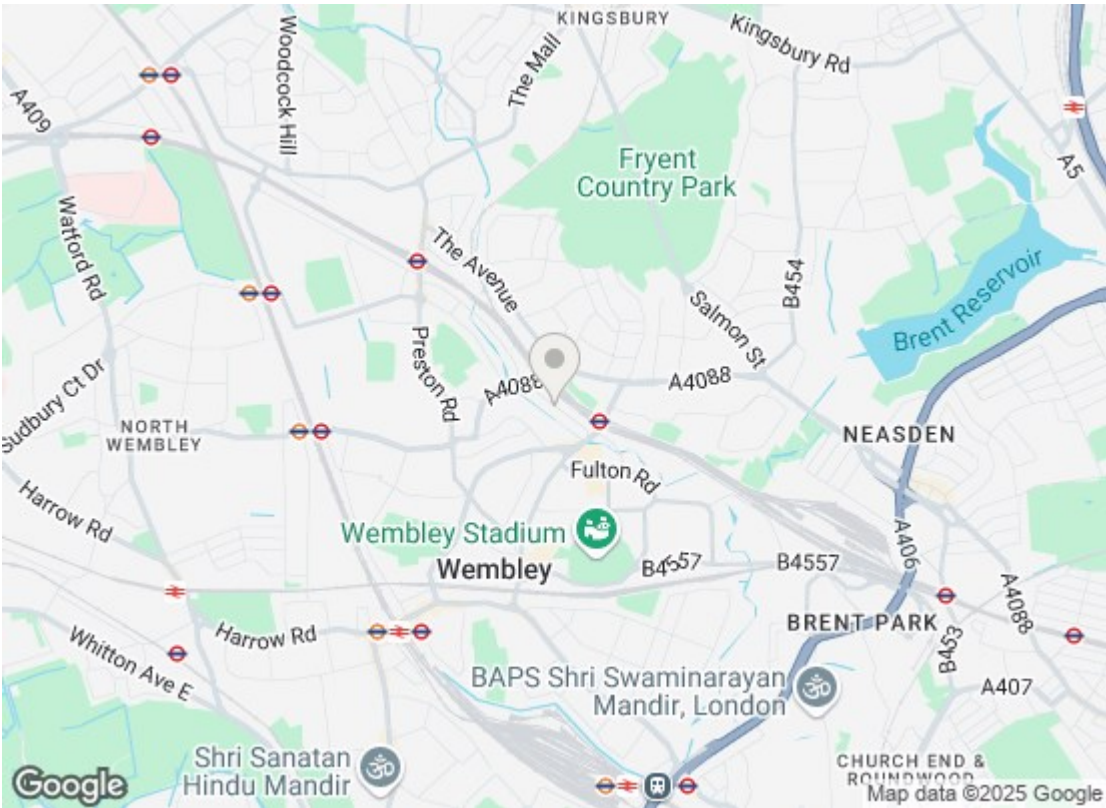 KINGSBURY
Kingsbury Rd
Woodcock Hill
The Mall
A409
A5
Fryent
Country Park
Watford Rd
The Avenue
B454
Brent Reservoir
Salmon St
Preston Rd
A4088
A4088
Sudbury Ct Dr
NORTH
WEMBLEY
NEASDEN
Fulton Rd
Harrow Rd
Wembley Stadium
A406
Wembley
B4557
B4557
A4088
BRENT PARK
Harrow Rd
B453
Whitton Ave E
BAPS Shri Swaminarayan
Mandir, London
A407
Shri Sanatan
Hindu Mandir
CHURCH END &
ROUNDWOOD
Google
Map data ©2025 Google